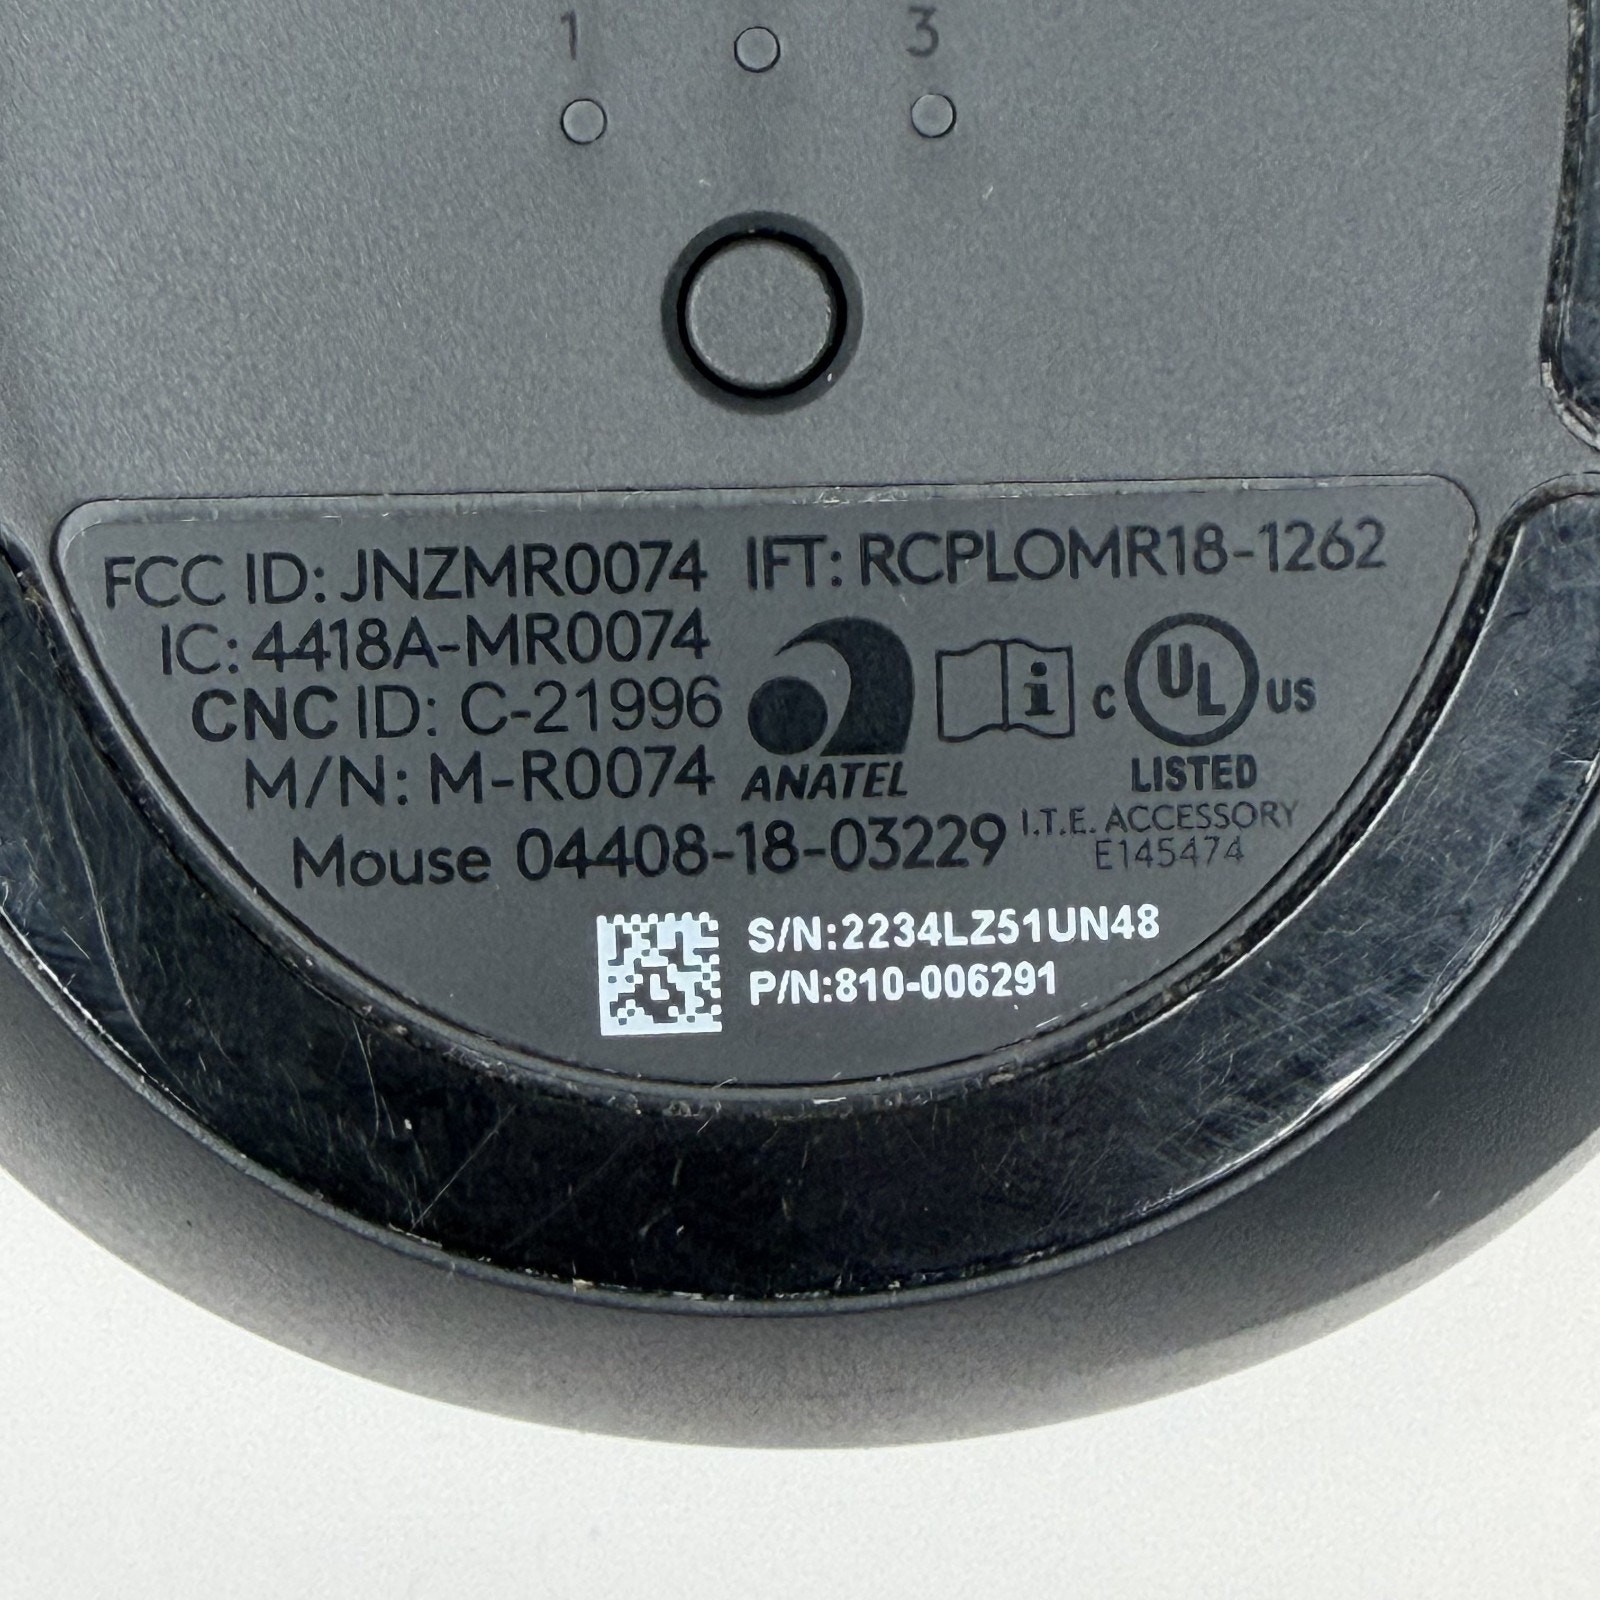 1 3
FCC ID: JNZMR0074 IFT: RCPLOMR18-1262
IC: 4418A-MR0074
CNC ID: C-21996
M/N: M-R0074
ANATEL
i
c UL US
LISTED
Mouse 04408-18-03229
I.T.E. ACCESSORY
E145474
S/N:2234LZ51UN48
P/N:810-006291